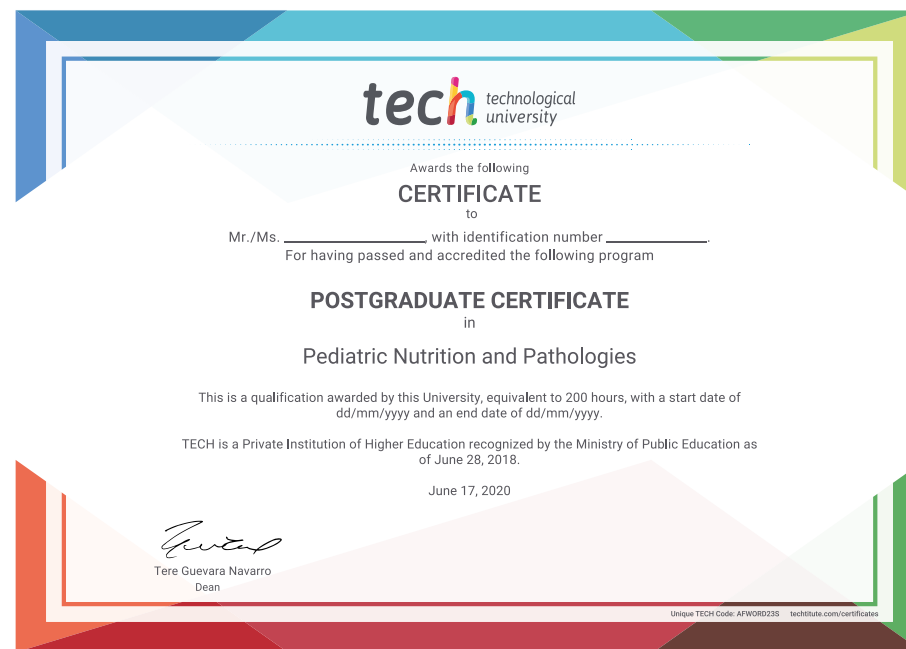 tech technological
university
Awards the following
CERTIFICATE
to
Mr./Ms. ____________, with identification number _________.
For having passed and accredited the following program
POSTGRADUATE CERTIFICATE
in
Pediatric Nutrition and Pathologies
This is a qualification awarded by this University, equivalent to 200 hours, with a start date of
dd/mm/yyyy and an end date of dd/mm/yyyy.
TECH is a Private Institution of Higher Education recognized by the Ministry of Public Education as
of June 28, 2018.
June 17, 2020
Tere Guevara Navarro
Dean
Unique TECH Code: AFWORD23S techtitute.com/certificates